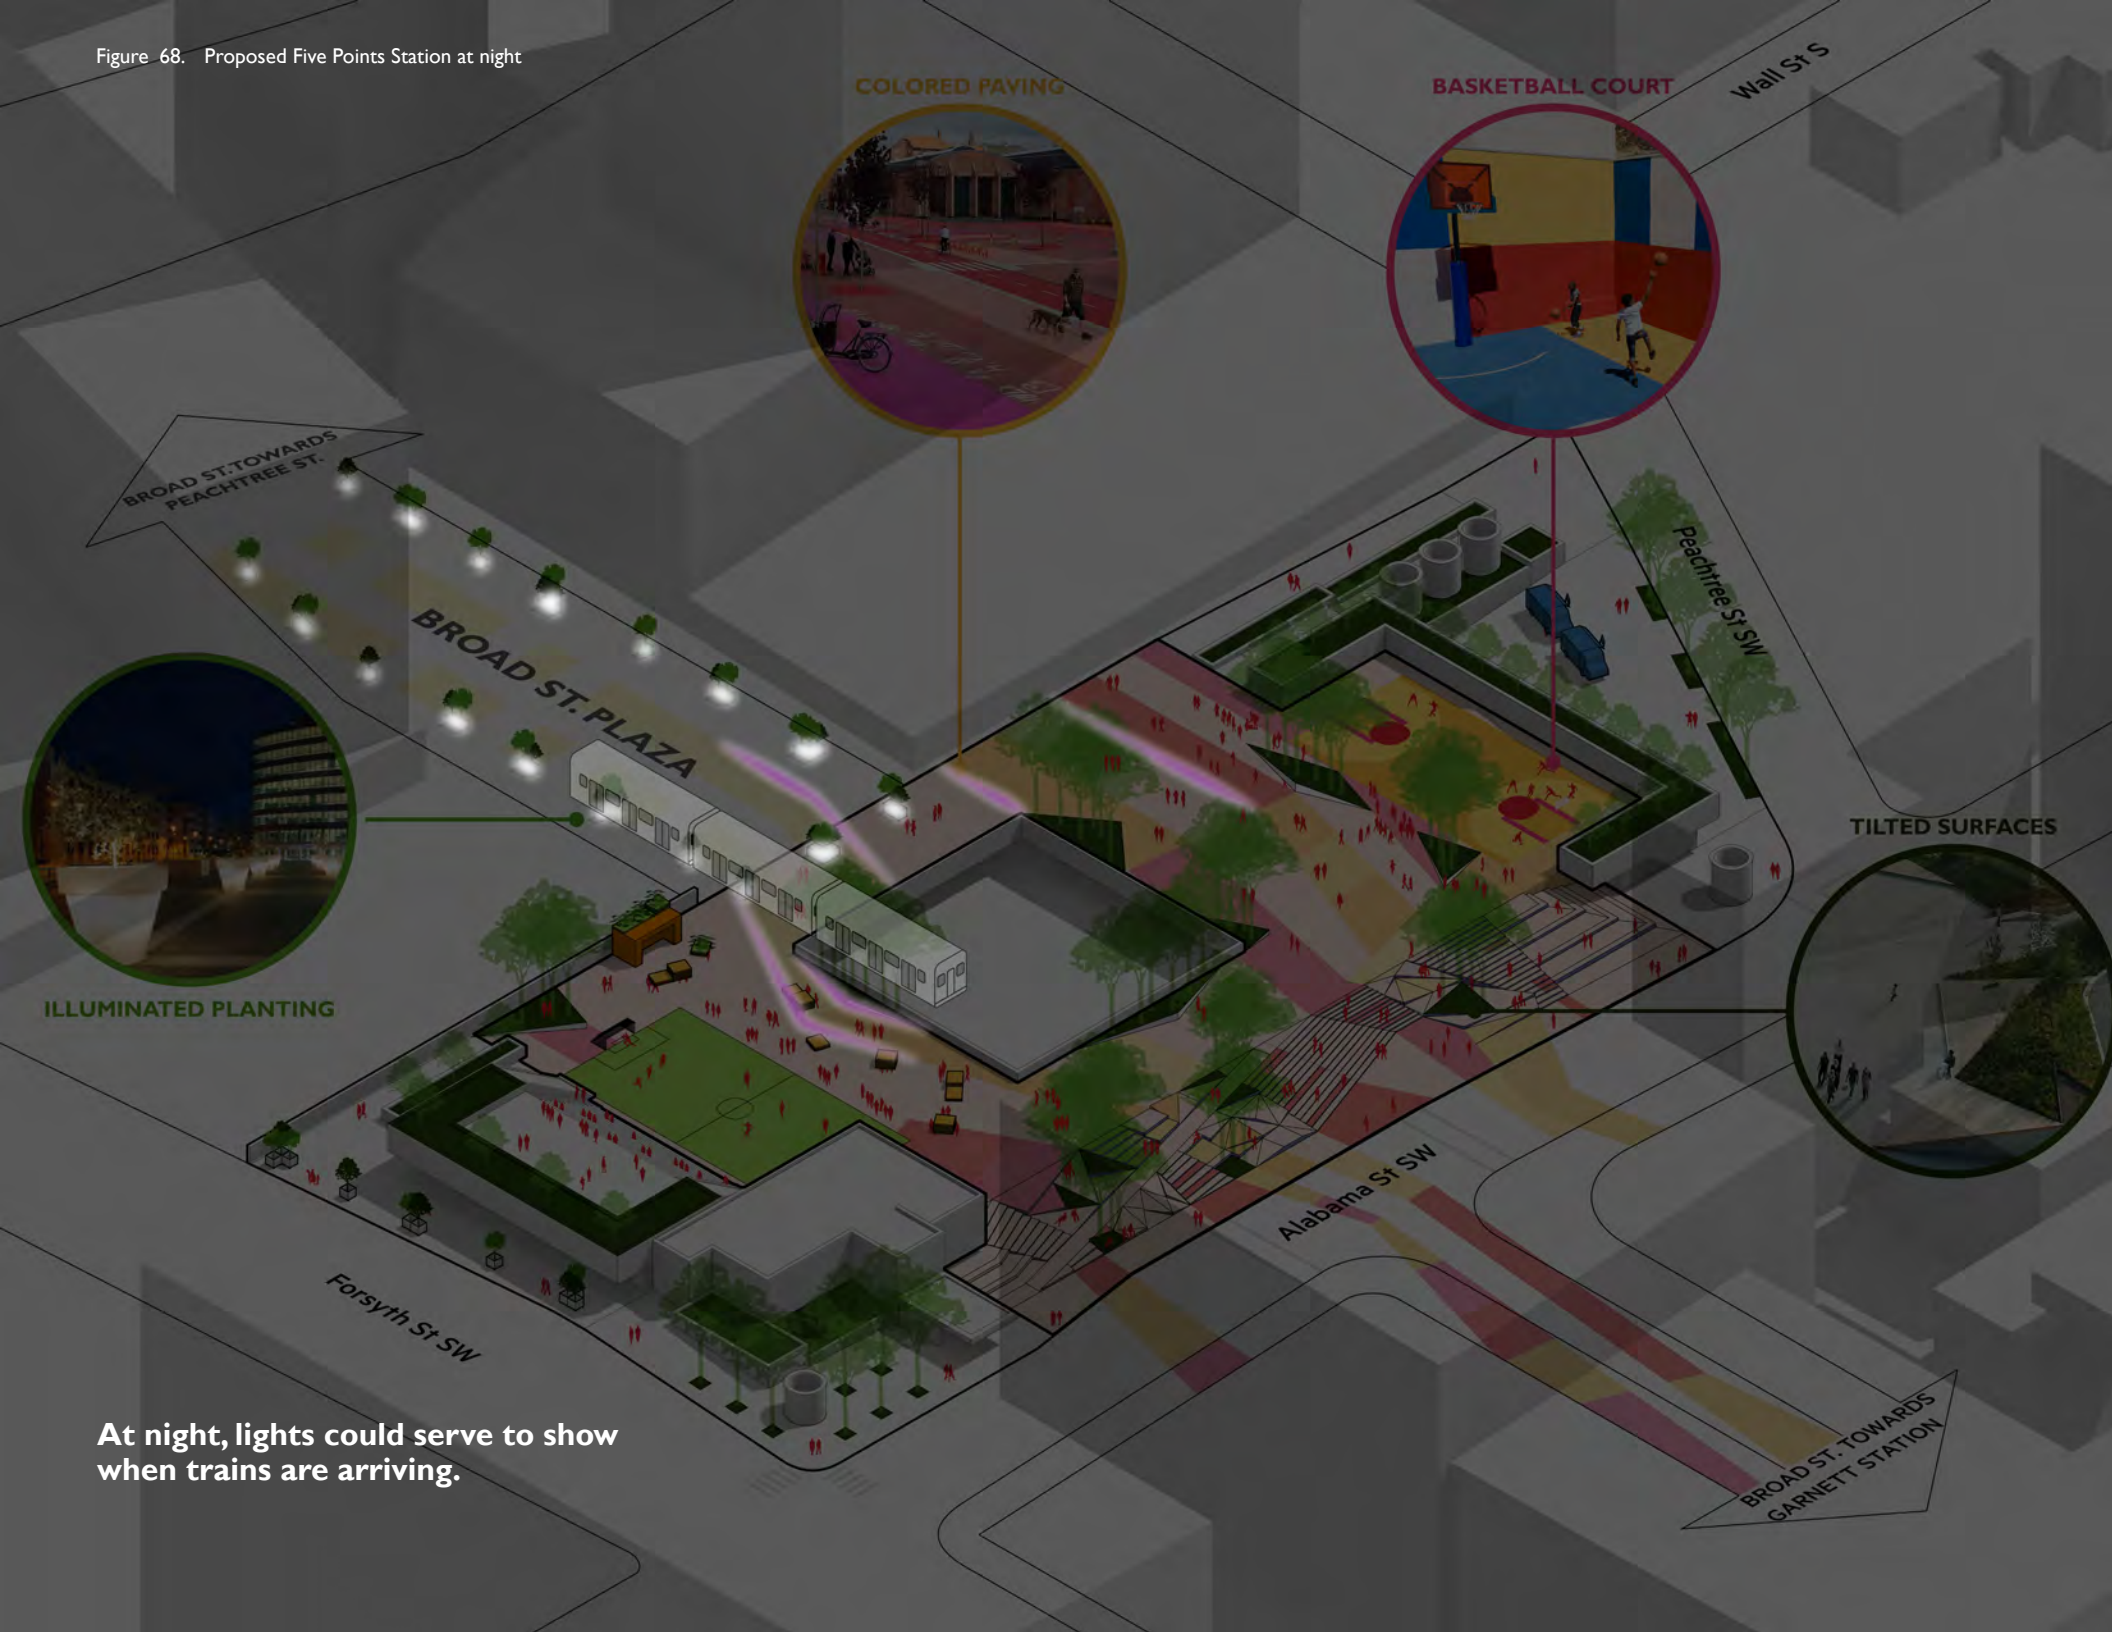 Figure 68. Proposed Five Points Station at night
COLORED PAVING
BASKETBALL COURT
Wall St S
BROAD ST. TOWARDS
PEACHTREE ST.
Peachtree St SW
BROAD ST. PLAZA
TILTED SURFACES
ILLUMINATED PLANTING
Alabama St SW
Forsyth St SW
At night, lights could serve to show
when trains are arriving.
BROAD ST. TOWARDS
GARNETT STATION